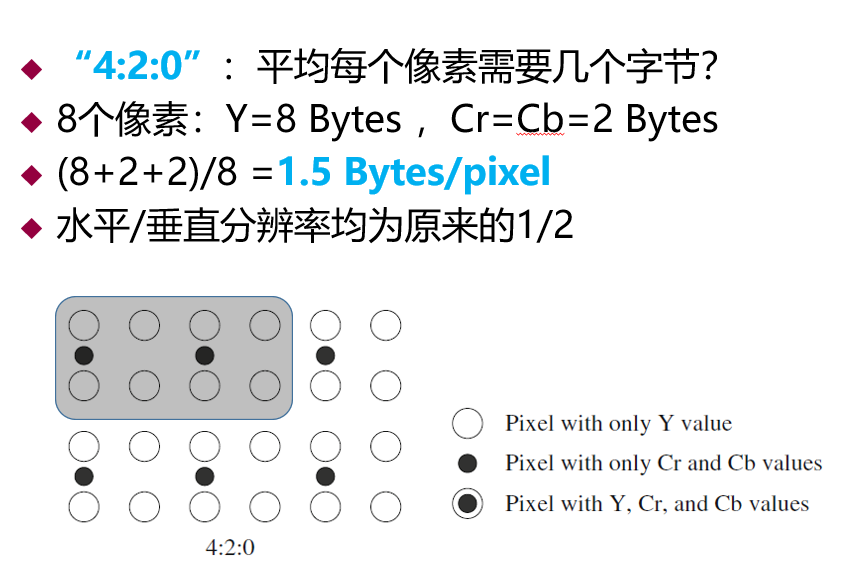 “4:2:0” ：平均每个像素需要几个字节？
8个像素：Y=8 Bytes ，Cr=Cb=2 Bytes
(8+2+2)/8 =1.5 Bytes/pixel
水平/垂直分辨率均为原来的1/2
Pixel with only Y value
Pixel with only Cr and Cb values
Pixel with Y, Cr, and Cb values
4:2:0